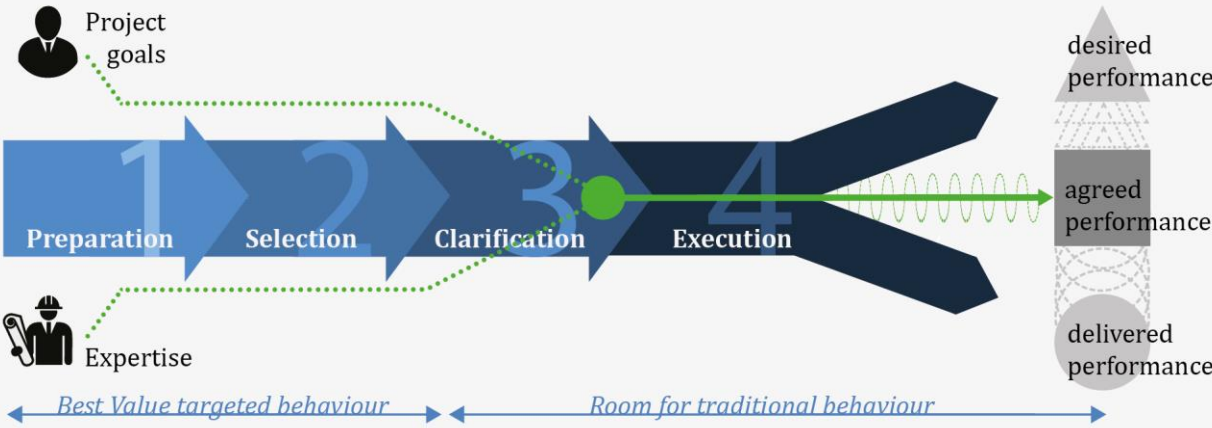 Project
goals
desired
performance
1
2
3
4
agreed
performance
Preparation
Selection
Clarification
Execution
Expertise
delivered
performance
Best Value targeted behaviour
Room for traditional behaviour